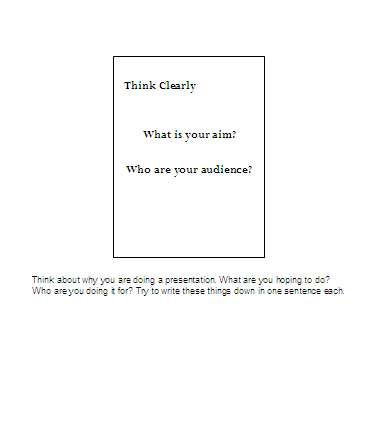 Think Clearly
What is your aim?
Who are your audience?
Think about why you are doing a presentation. What are you hoping to do?
Who are you doing it for? Try to write these things down in one sentence each.